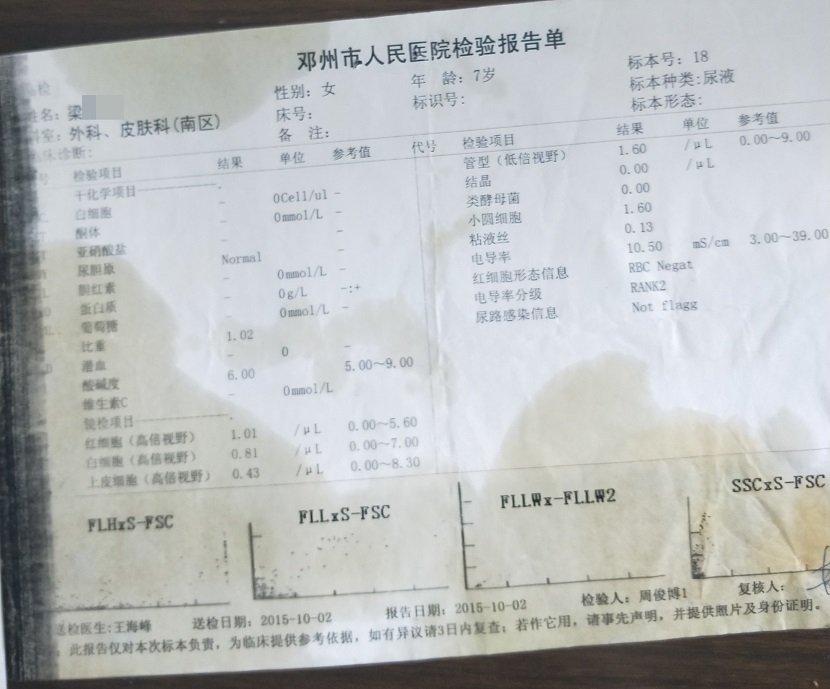 邓州市人民医院检验报告单
姓名: 梁 性别: 女 年 龄: 7岁 标本号: 18
科室: 外科、皮肤科(南区) 床号: 标识号: 标本种类: 尿液
临床诊断: 备 注: 标本形态:
检验项目 结果 单位 参考值
干化学项目 -
白细胞 - 0Cell/ul -
酮体 - 0mmol/L -
亚硝酸盐 - -
尿胆原 Normal
胆红素 - 0mmol/L -
蛋白质 - 0g/L -:+
葡萄糖 - 0mmol/L -
比重 1.02
潜血 - 0 -
酸碱度 6.00 5.00~9.00
维生素C 0mmol/L
镜检项目 -
红细胞(高倍视野) 1.01 /μL 0.00~5.60
白细胞(高倍视野) 0.81 /μL 0.00~7.00
上皮细胞(高倍视野) 0.43 /μL 0.00~8.30
代号 检验项目 结果 单位 参考值
管型(低倍视野) 1.60 /μL 0.00~9.00
结晶 0.00 /μL
类酵母菌 0.00
小圆细胞 1.60
粘液丝 0.13
电导率 10.50 mS/cm 3.00~39.00
红细胞形态信息 RBC Negat
电导率分级 RANK2
尿路感染信息 Not flagg
FLHxS-FSC FLLxS-FSC FLLWx-FLLW2 SSCxS-FSC
送检医生: 王海峰 送检日期: 2015-10-02 报告日期: 2015-10-02 检验人: 周俊博1 复核人:
此报告仅对本次标本负责,为临床提供参考依据,如有异议请3日内复查;若作它用,请事先声明,并提供照片及身份证明。